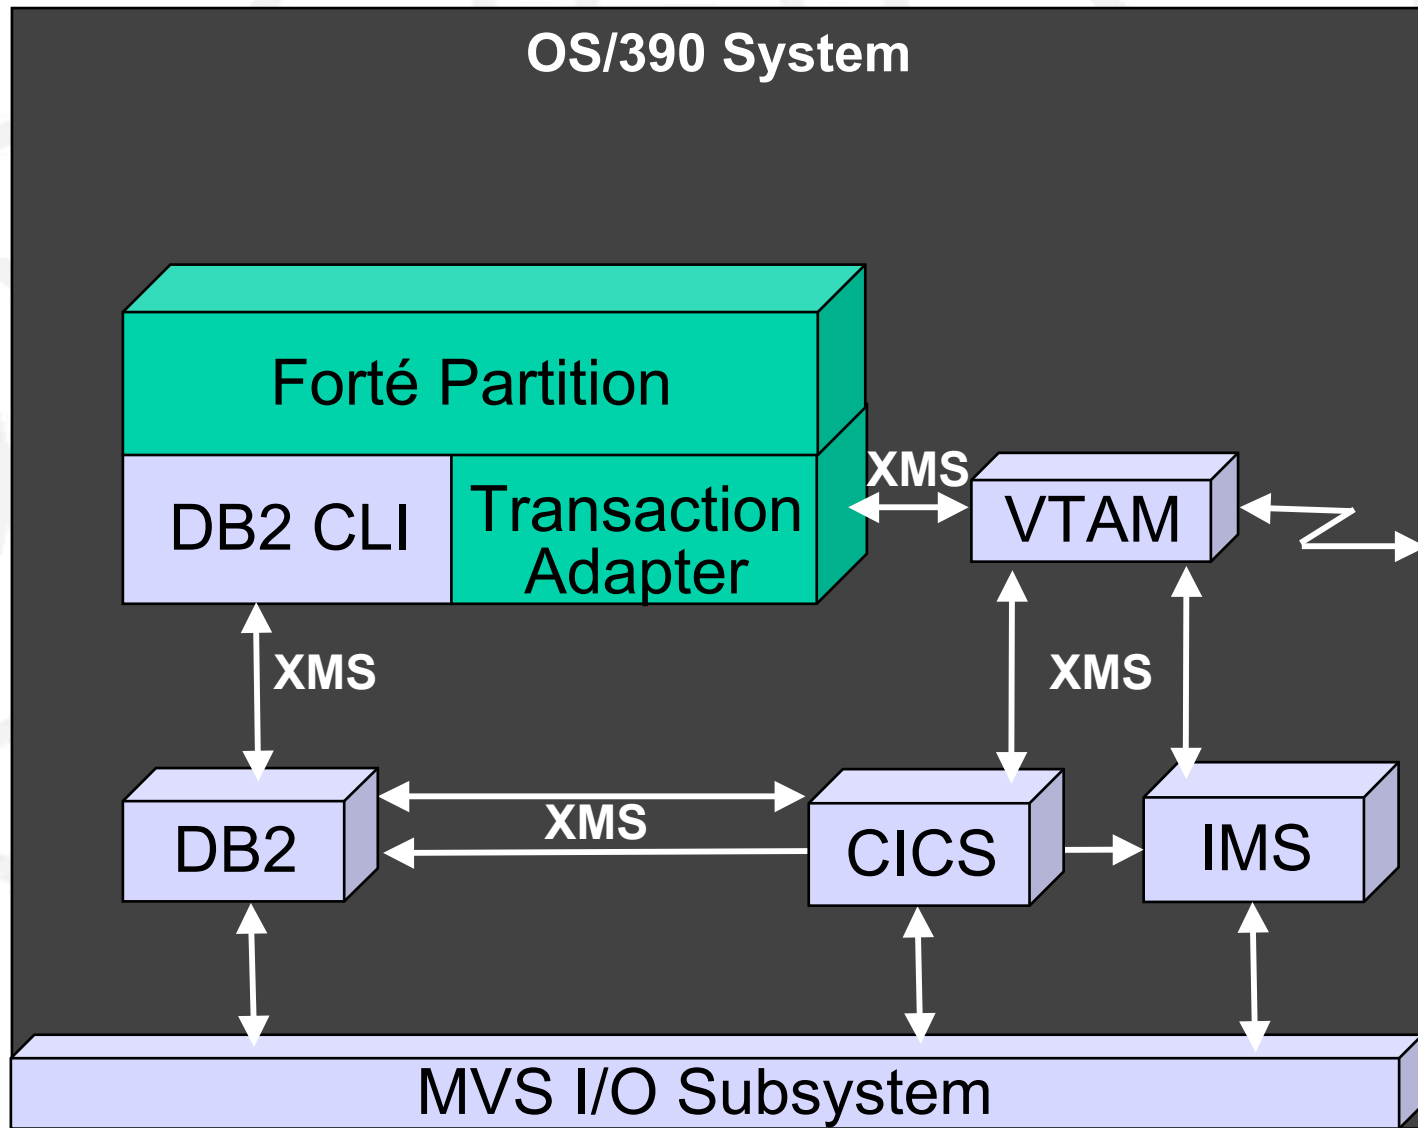 OS/390 System
Forté Partition
DB2 CLI
Transaction
Adapter
XMS
VTAM
XMS
XMS
DB2
XMS
CICS
IMS
MVS I/O Subsystem